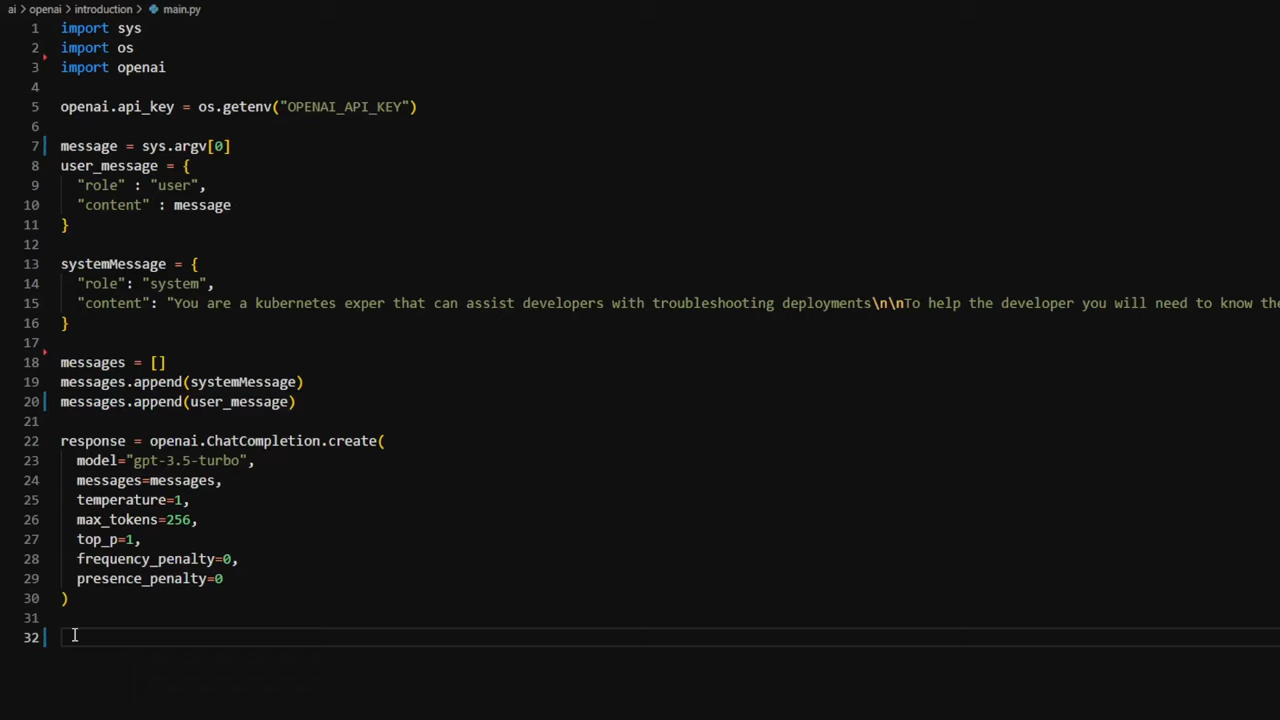 ai > openai > introduction > main.py
1 import sys
2 import os
3 import openai
4
5 openai.api_key = os.getenv("OPENAI_API_KEY")
6
7 message = sys.argv[0]
8 user_message = {
9   "role" : "user",
10   "content" : message
11 }
12
13 systemMessage = {
14   "role": "system",
15   "content": "You are a kubernetes exper that can assist developers with troubleshooting deployments\n\nTo help the developer you will need to know the
16 }
17
18 messages = []
19 messages.append(systemMessage)
20 messages.append(user_message)
21
22 response = openai.ChatCompletion.create(
23   model="gpt-3.5-turbo",
24   messages=messages,
25   temperature=1,
26   max_tokens=256,
27   top_p=1,
28   frequency_penalty=0,
29   presence_penalty=0
30 )
31
32